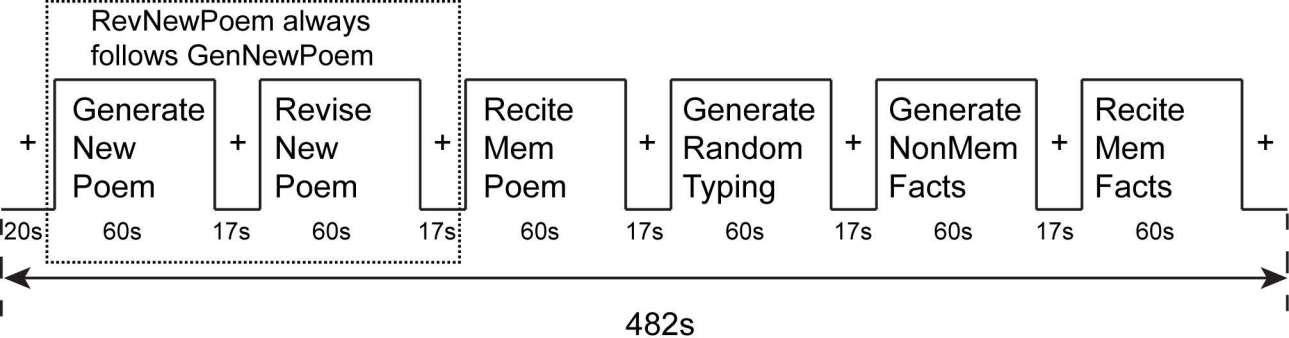 RevNewPoem always
follows GenNewPoem
+
Generate
New
Poem
+
Revise
New
Poem
+
Recite
Mem
Poem
+
Generate
Random
Typing
+
Generate
NonMem
Facts
+
Recite
Mem
Facts
+
20s 60s 17s 60s 17s 60s 17s 60s 17s 60s 17s 60s
482s